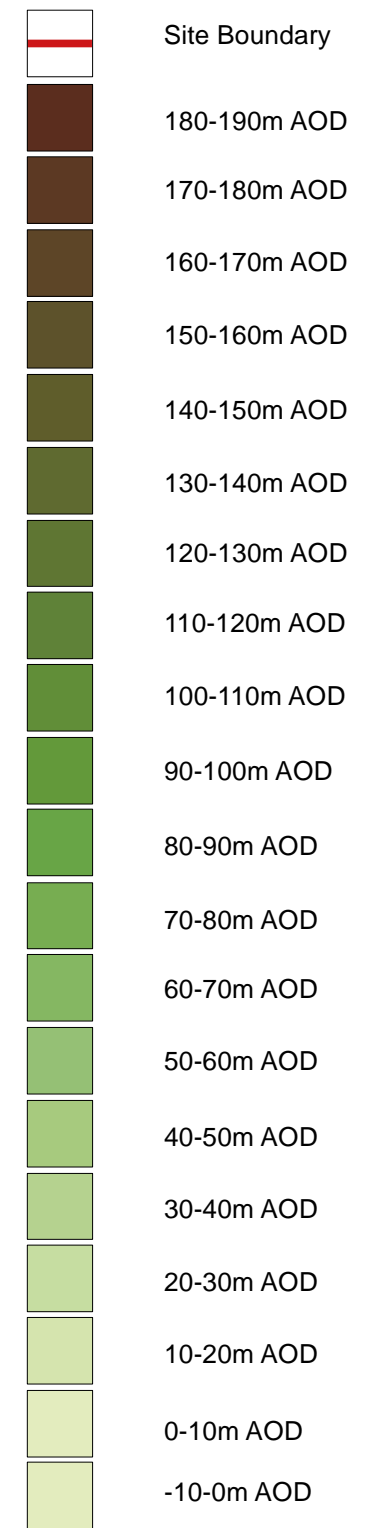 Site Boundary
180-190m AOD
170-180m AOD
160-170m AOD
150-160m AOD
140-150m AOD
130-140m AOD
120-130m AOD
110-120m AOD
100-110m AOD
90-100m AOD
80-90m AOD
70-80m AOD
60-70m AOD
50-60m AOD
40-50m AOD
30-40m AOD
20-30m AOD
10-20m AOD
0-10m AOD
-10-0m AOD